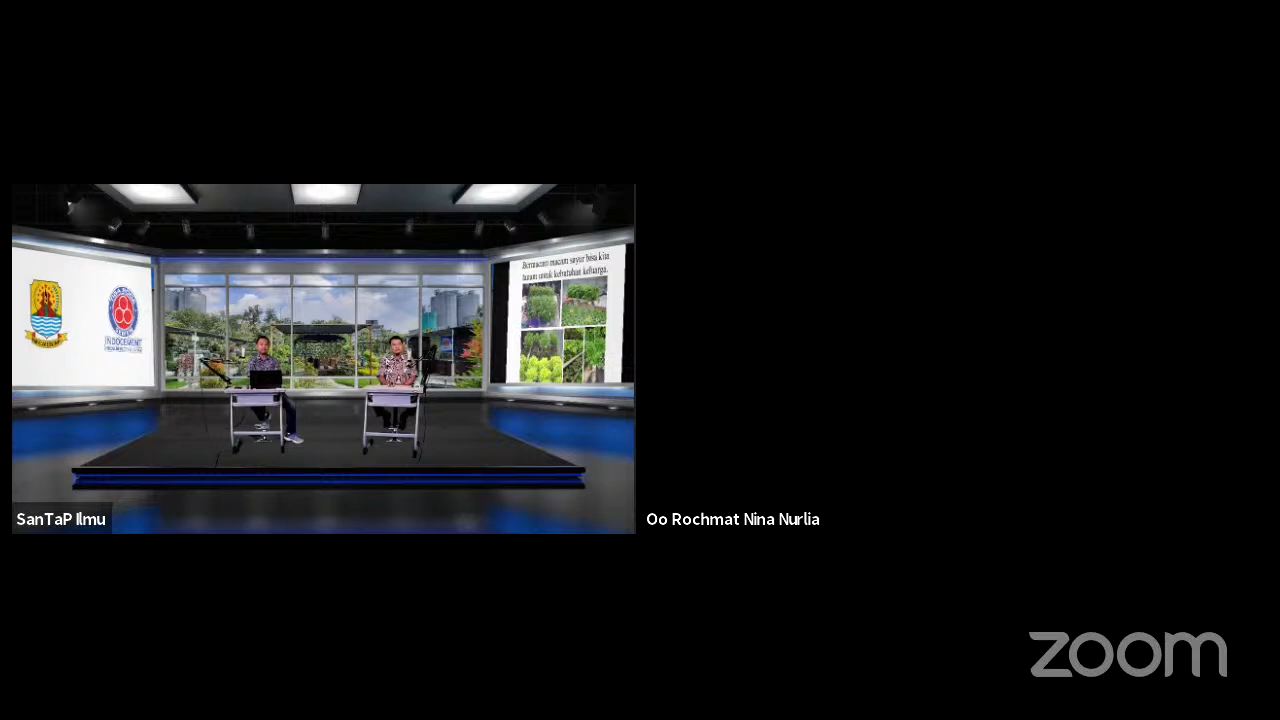 Bermacam macam sayur bisa kita
tanam untuk kebutuhan keluarga.
INDOCEMENT
SanTaP Ilmu
Oo Rochmat Nina Nurlia
zoom